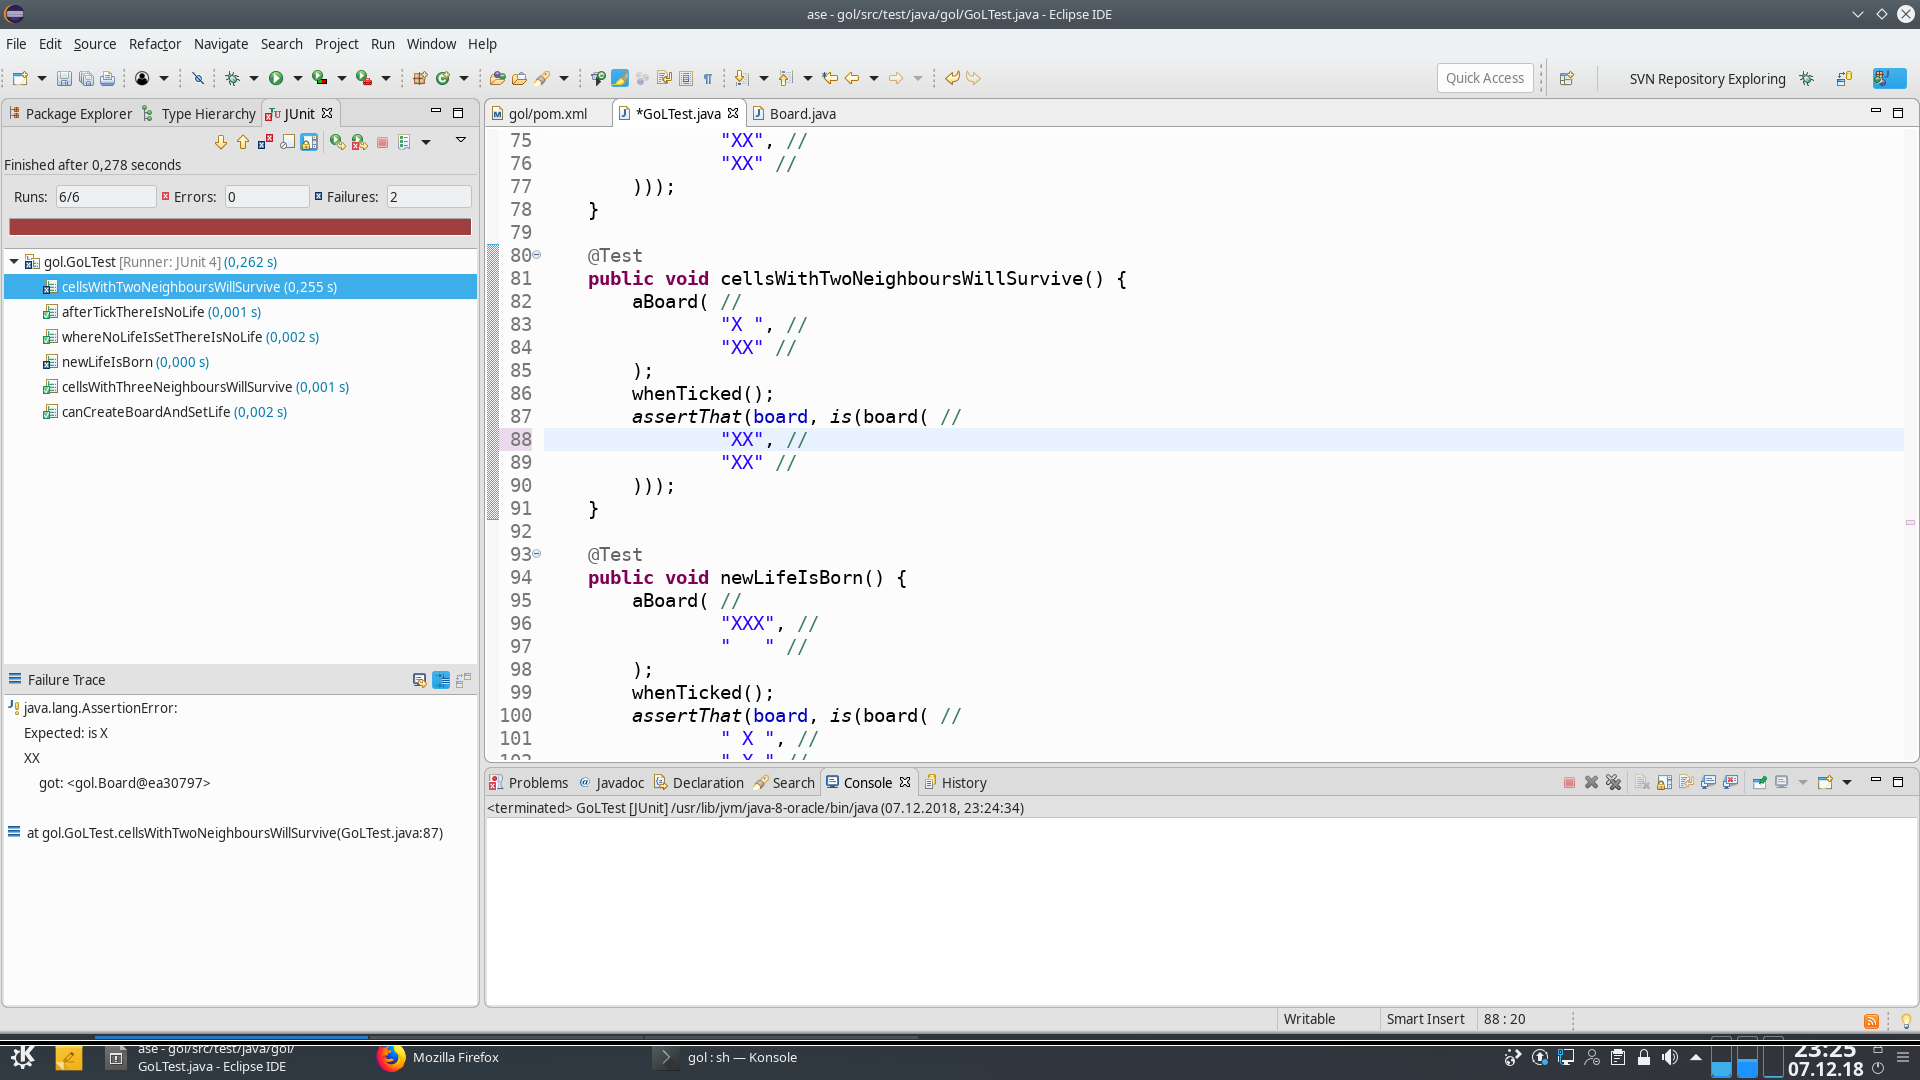 ase - gol/src/test/java/gol/GoLTest.java - Eclipse IDE
File Edit Source Refactor Navigate Search Project Run Window Help
Quick Access
SVN Repository Exploring
Package Explorer Type Hierarchy JUnit
Finished after 0,278 seconds
Runs: 6/6 Errors: 0 Failures: 2
gol.GoLTest [Runner: JUnit 4] (0,262 s)
cellsWithTwoNeighboursWillSurvive (0,255 s)
afterTickThereIsNoLife (0,001 s)
whereNoLifeIsSetThereIsNoLife (0,002 s)
newLifeIsBorn (0,000 s)
cellsWithThreeNeighboursWillSurvive (0,001 s)
canCreateBoardAndSetLife (0,002 s)
Failure Trace
java.lang.AssertionError:
Expected: is X
XX
got: <gol.Board@ea30797>
at gol.GoLTest.cellsWithTwoNeighboursWillSurvive(GoLTest.java:87)
gol/pom.xml *GoLTest.java Board.java
75 "XX", //
76 "XX" //
77 )));
78 }
79
80 @Test
81 public void cellsWithTwoNeighboursWillSurvive() {
82 aBoard( //
83 "X ", //
84 "XX" //
85 );
86 whenTicked();
87 assertThat(board, is(board( //
88 "XX", //
89 "XX" //
90 )));
91 }
92
93 @Test
94 public void newLifeIsBorn() {
95 aBoard( //
96 "XXX", //
97 "   " //
98 );
99 whenTicked();
100 assertThat(board, is(board( //
101 " X ", //
102 " X " //
Problems Javadoc Declaration Search Console History
<terminated> GoLTest [JUnit] /usr/lib/jvm/java-8-oracle/bin/java (07.12.2018, 23:24:34)
Writable Smart Insert 88 : 20
ase - gol/src/test/java/gol/
GoLTest.java - Eclipse IDE
Mozilla Firefox
gol : sh — Konsole
23:25
07.12.18